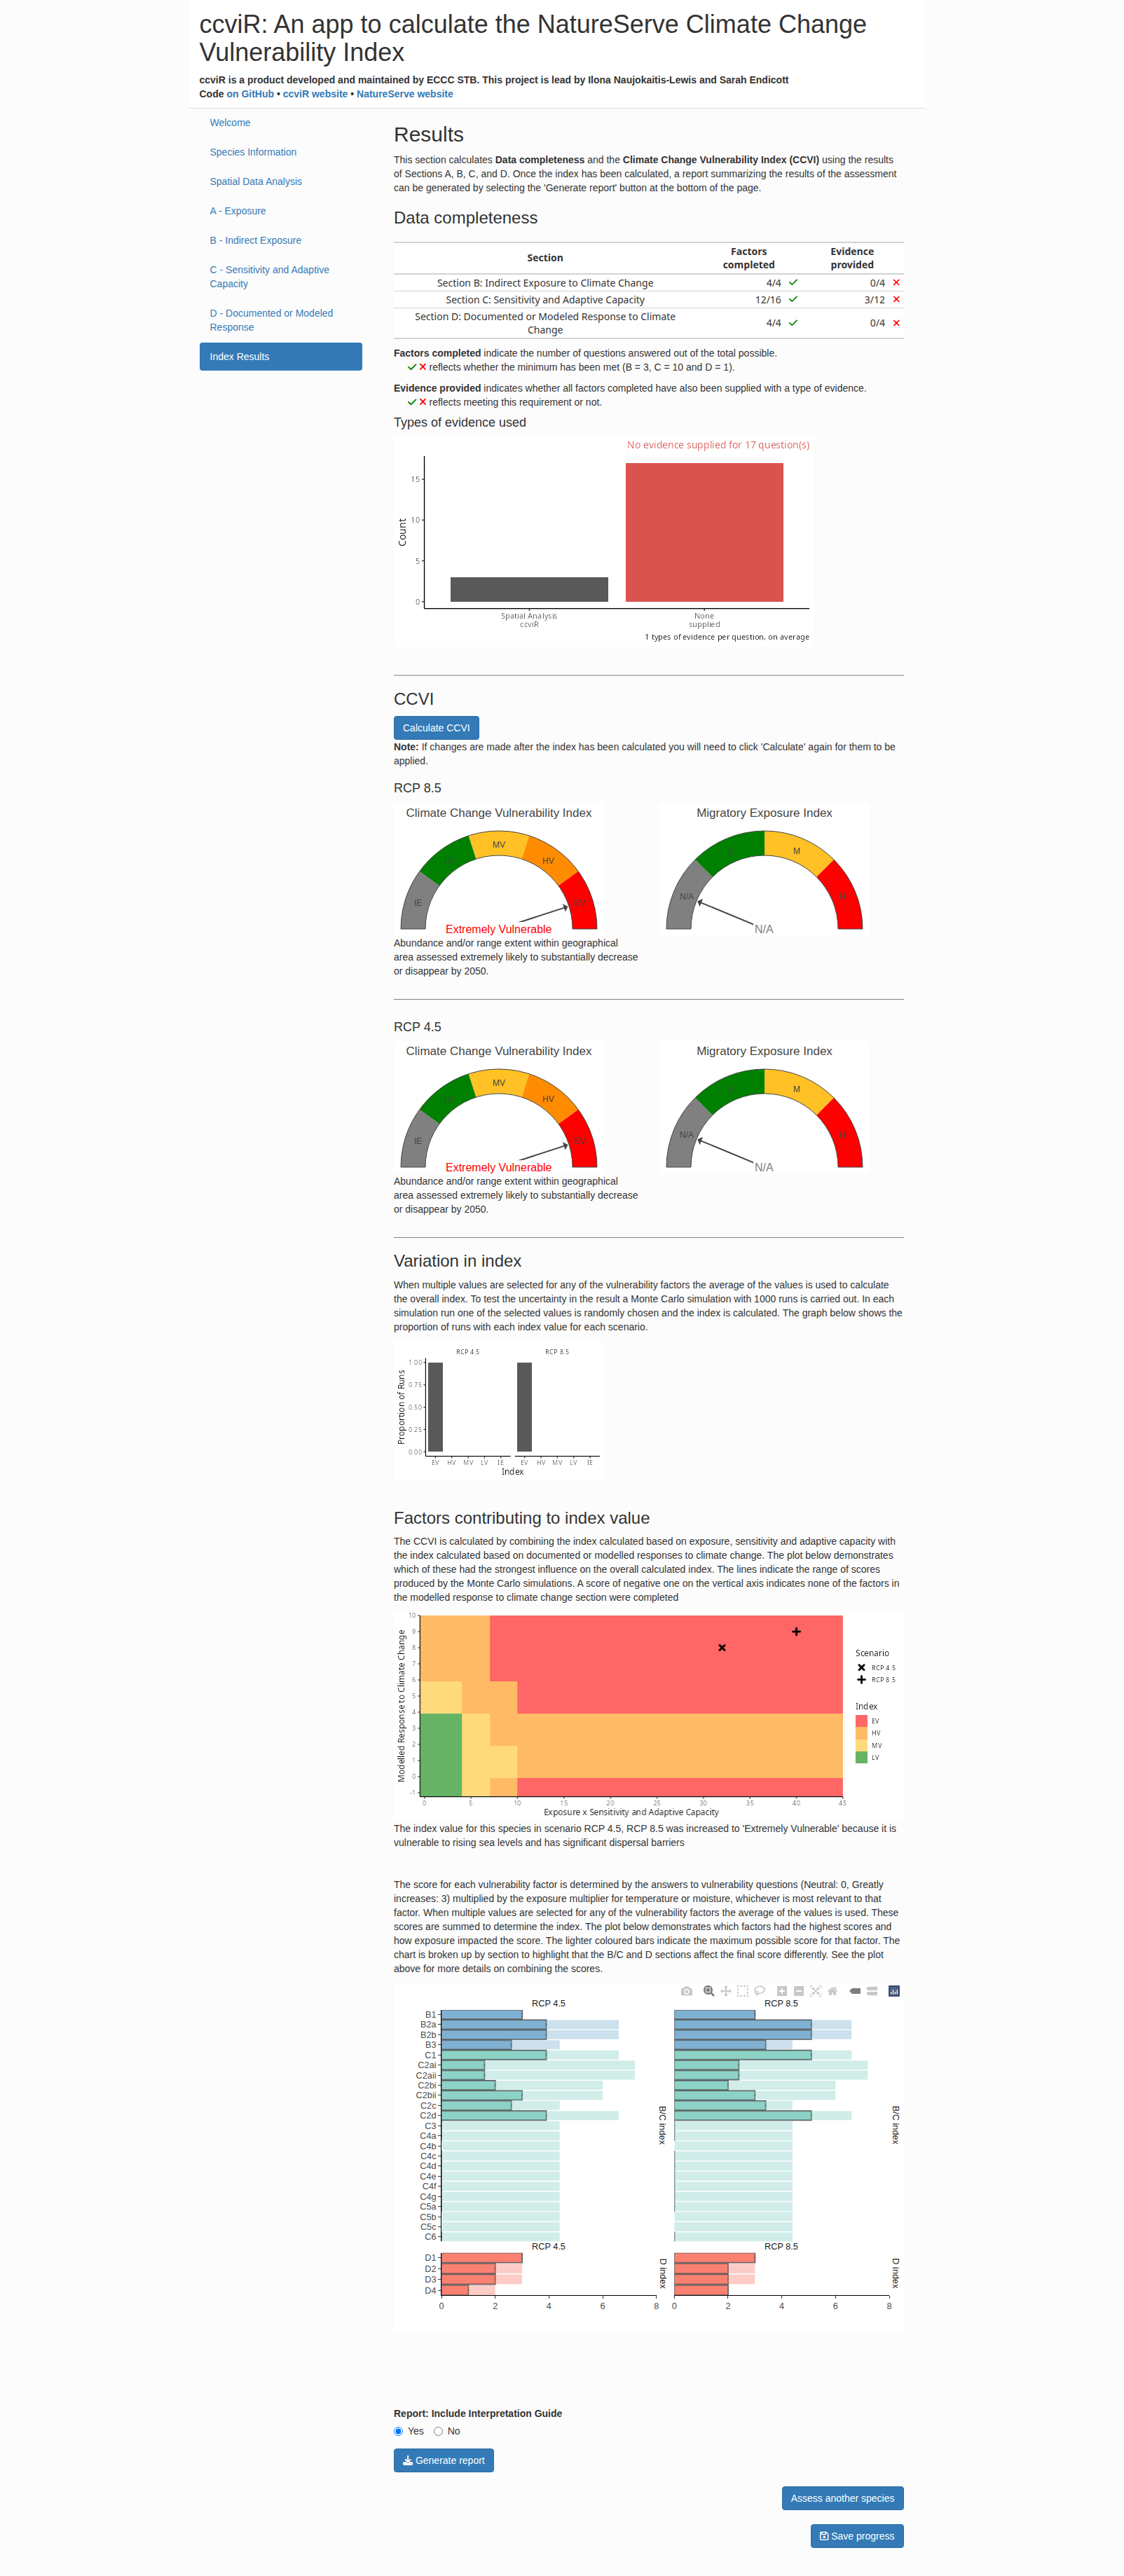 ccviR: An app to calculate the NatureServe Climate Change
Vulnerability Index
ccviR is a product developed and maintained by ECCC STB. This project is lead by Ilona Naujokaitis-Lewis and Sarah Endicott
Code on GitHub • ccviR website • NatureServe website
Welcome
Species Information
Spatial Data Analysis
A - Exposure
B - Indirect Exposure
C - Sensitivity and Adaptive
Capacity
D - Documented or Modeled
Response
Index Results
Results
This section calculates Data completeness and the Climate Change Vulnerability Index (CCVI) using the results
of Sections A, B, C, and D. Once the index has been calculated, a report summarizing the results of the assessment
can be generated by selecting the 'Generate report' button at the bottom of the page.
Data completeness
Section Factors completed Evidence provided
Section B: Indirect Exposure to Climate Change 4/4 ✓ 0/4 ✕
Section C: Sensitivity and Adaptive Capacity 12/16 ✓ 3/12 ✕
Section D: Documented or Modeled Response to Climate
Change 4/4 ✓ 0/4 ✕
Factors completed indicate the number of questions answered out of the total possible.
✓ ✕ reflects whether the minimum has been met (B = 3, C = 10 and D = 1).
Evidence provided indicates whether all factors completed have also been supplied with a type of evidence.
✓ ✕ reflects meeting this requirement or not.
Types of evidence used
No evidence supplied for 17 question(s)
Count
15
10
5
0
Spatial Analysis
ccviR
None
supplied
1 types of evidence per question, on average
CCVI
Calculate CCVI
Note: If changes are made after the index has been calculated you will need to click 'Calculate' again for them to be
applied.
RCP 8.5
Climate Change Vulnerability Index
IE
MV
HV
EV
Extremely Vulnerable
Migratory Exposure Index
N/A
M
H
N/A
Abundance and/or range extent within geographical
area assessed extremely likely to substantially decrease
or disappear by 2050.
RCP 4.5
Climate Change Vulnerability Index
IE
MV
HV
EV
Extremely Vulnerable
Migratory Exposure Index
N/A
M
H
N/A
Abundance and/or range extent within geographical
area assessed extremely likely to substantially decrease
or disappear by 2050.
Variation in index
When multiple values are selected for any of the vulnerability factors the average of the values is used to calculate
the overall index. To test the uncertainty in the result a Monte Carlo simulation with 1000 runs is carried out. In each
simulation run one of the selected values is randomly chosen and the index is calculated. The graph below shows the
proportion of runs with each index value for each scenario.
RCP 4.5 RCP 8.5
Proportion of Runs
1.00
0.75
0.50
0.25
0.00
EV HV MV LV IE EV HV MV LV IE
Index
Factors contributing to index value
The CCVI is calculated by combining the index calculated based on exposure, sensitivity and adaptive capacity with
the index calculated based on documented or modelled responses to climate change. The plot below demonstrates
which of these had the strongest influence on the overall calculated index. The lines indicate the range of scores
produced by the Monte Carlo simulations. A score of negative one on the vertical axis indicates none of the factors in
the modelled response to climate change section were completed
Modelled Response to Climate Change
10
9
8
7
6
5
4
3
2
1
0
-1
0 5 10 15 20 25 30 35 40 45
Exposure x Sensitivity and Adaptive Capacity
Scenario
RCP 4.5
RCP 8.5
Index
EV
HV
MV
LV
The index value for this species in scenario RCP 4.5, RCP 8.5 was increased to 'Extremely Vulnerable' because it is
vulnerable to rising sea levels and has significant dispersal barriers
The score for each vulnerability factor is determined by the answers to vulnerability questions (Neutral: 0, Greatly
increases: 3) multiplied by the exposure multiplier for temperature or moisture, whichever is most relevant to that
factor. When multiple values are selected for any of the vulnerability factors the average of the values is used. These
scores are summed to determine the index. The plot below demonstrates which factors had the highest scores and
how exposure impacted the score. The lighter coloured bars indicate the maximum possible score for that factor. The
chart is broken up by section to highlight that the B/C and D sections affect the final score differently. See the plot
above for more details on combining the scores.
RCP 4.5 RCP 8.5
B1
B2a
B2b
B3
C1
C2ai
C2aii
C2bi
C2bii
C2c
C2d
C3
C4a
C4b
C4c
C4d
C4e
C4f
C4g
C5a
C5b
C5c
C6
B/C index
B/C index
RCP 4.5 RCP 8.5
D1
D2
D3
D4
D index
D index
0 2 4 6 8 0 2 4 6 8
Report: Include Interpretation Guide
Yes No
Generate report
Assess another species
Save progress